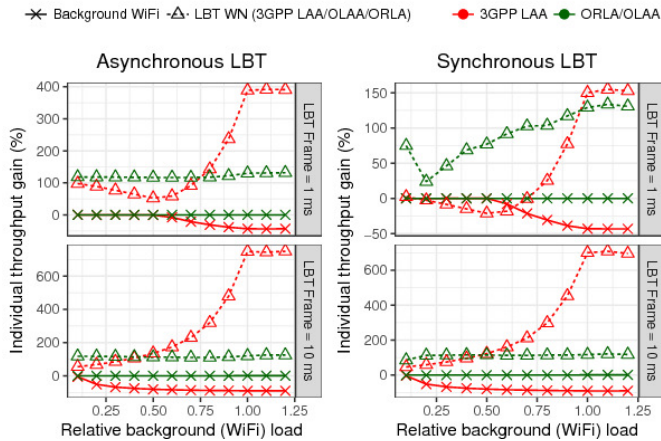 Background WiFi LBT WN (3GPP LAA/OLAA/ORLA) 3GPP LAA ORLA/OLAA
Asynchronous LBT Synchronous LBT
Individual throughput gain (%)
400
300
200
100
0
LBT Frame = 1 ms
600
400
200
0
LBT Frame = 10 ms
0.25 0.50 0.75 1.00 1.25
Relative background (WiFi) load
Individual throughput gain (%)
150
100
50
0
−50
LBT Frame = 1 ms
600
400
200
0
LBT Frame = 10 ms
0.25 0.50 0.75 1.00 1.25
Relative background (WiFi) load